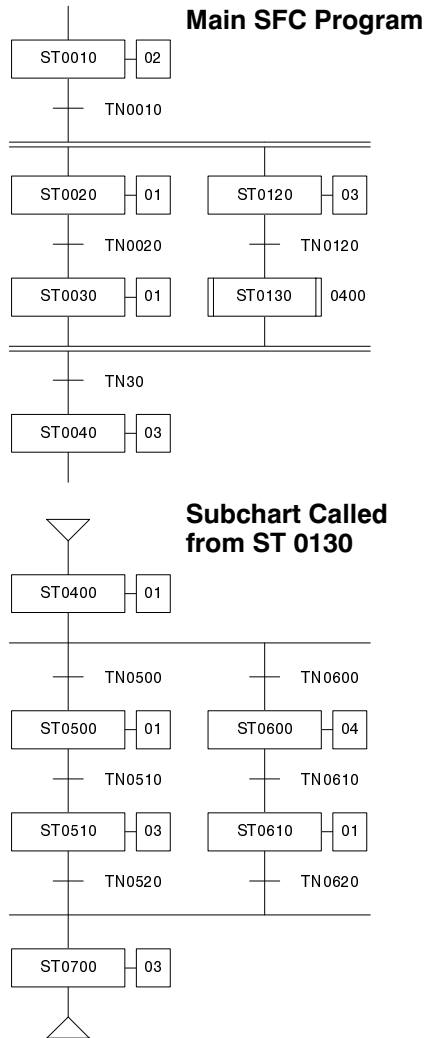 Main SFC Program
ST0010 02
TN0010
ST0020 01 ST0120 03
TN0020 TN0120
ST0030 01 ST0130 0400
TN30
ST0040 03
Subchart Called
from ST 0130
ST0400 01
TN0500 TN0600
ST0500 01 ST0600 04
TN0510 TN0610
ST0510 03 ST0610 01
TN0520 TN0620
ST0700 03